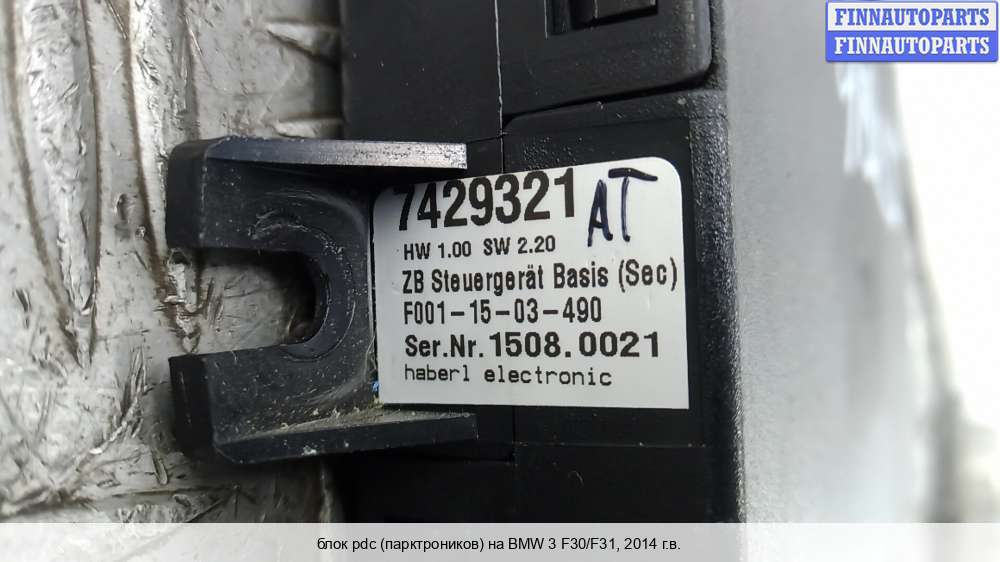 FINNAUTOPARTS
FINNAUTOPARTS
7429321 AT
HW 1.00 SW 2.20
ZB Steuergerät Basis (Sec)
F001-15-03-490
Ser.Nr. 1508.0021
haberl electronic
блок pdc (парктроников) на BMW 3 F30/F31, 2014 г.в.